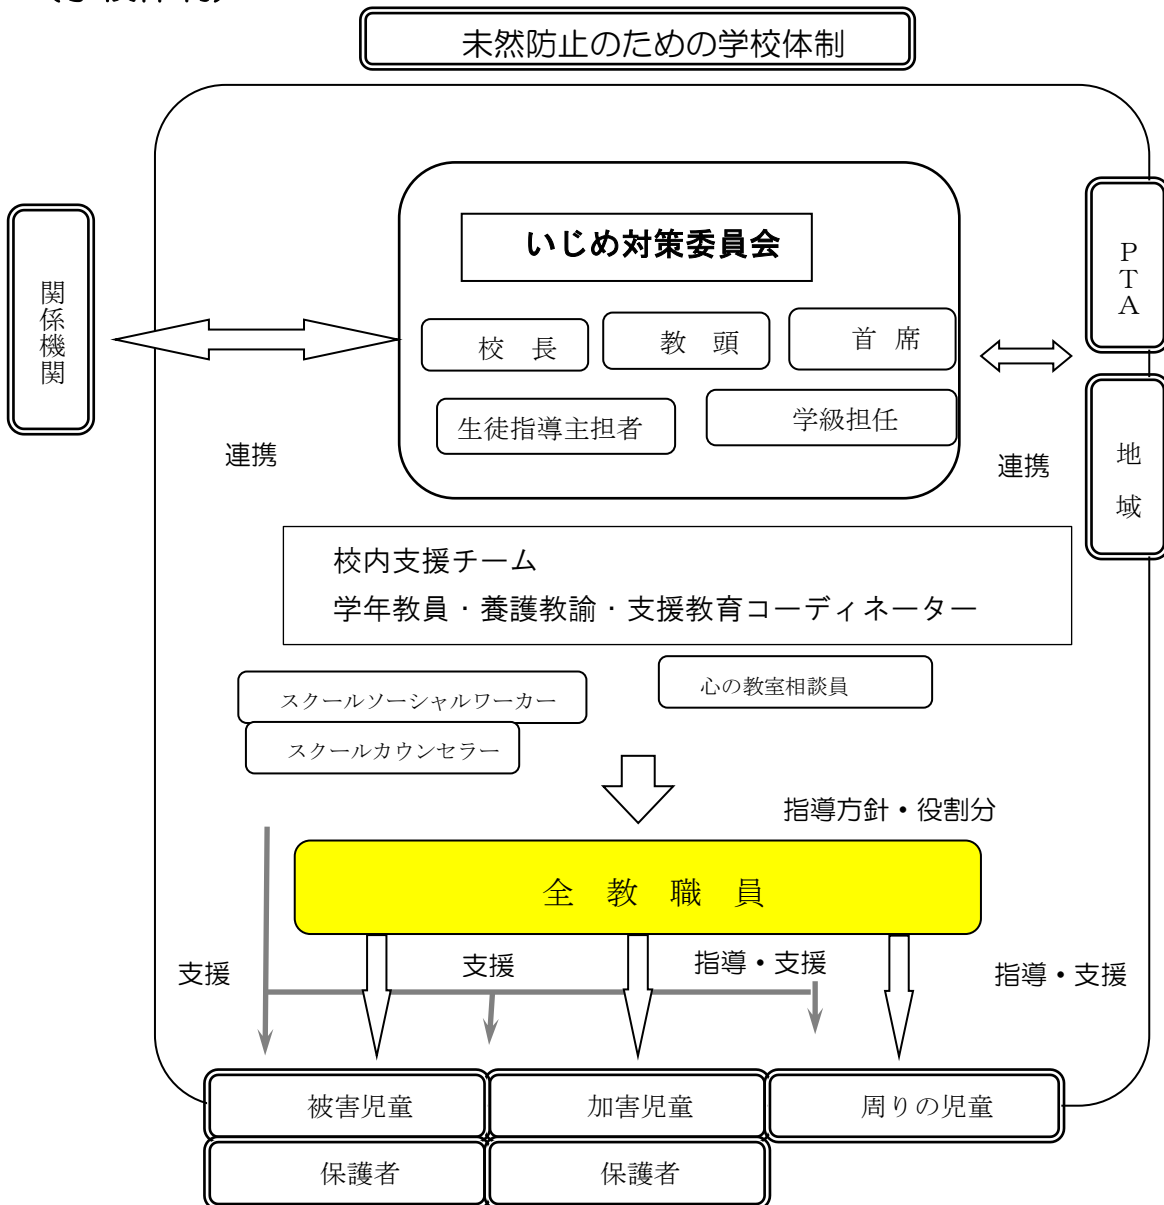 未然防止のための学校体制
いじめ対策委員会
校　長
教　頭
首　席
生徒指導主担者
学級担任
関係機関
PTA
地域
連携
連携
校内支援チーム
学年教員・養護教諭・支援教育コーディネーター
スクールソーシャルワーカー
心の教室相談員
スクールカウンセラー
指導方針・役割分
全　教　職　員
支援
支援
指導・支援
指導・支援
被害児童
加害児童
周りの児童
保護者
保護者